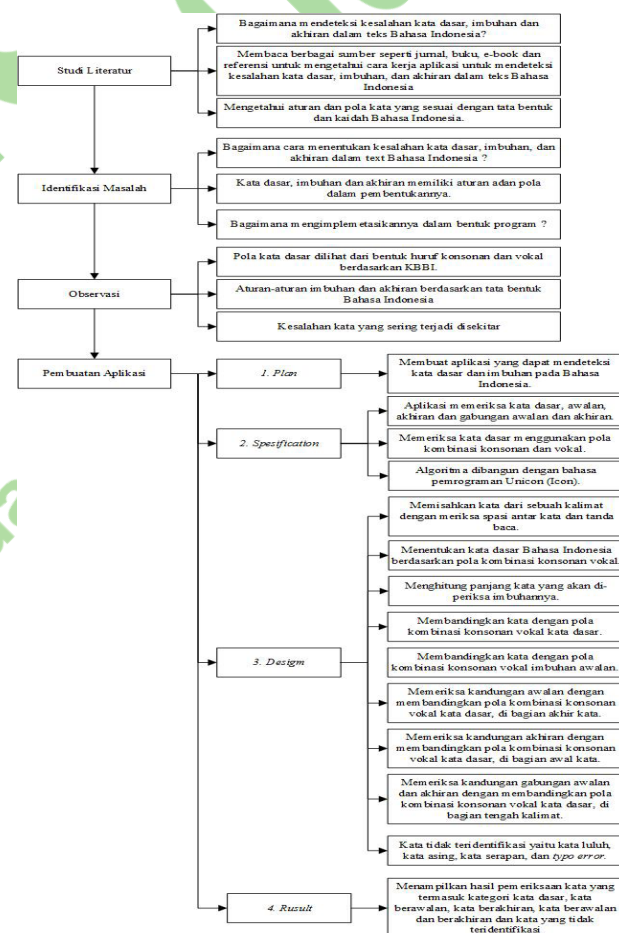 Studi Literatur
Bagaimana mendeteksi kesalahan kata dasar, imbuhan dan
akhiran dalam teks Bahasa Indonesia?
Membaca berbagai sumber seperti jurnal, buku, e-book dan
referensi untuk mengetahui cara kerja aplikasi untuk mendeteksi
kesalahan kata dasar, imbuhan, dan akhiran dalam teks Bahasa
Indonesia
Mengetahui aturan dan pola kata yang sesuai dengan tata bentuk
dan kaidah Bahasa Indonesia.
Identifikasi Masalah
Bagaimana cara menentukan kesalahan kata dasar, imbuhan, dan
akhiran dalam text Bahasa Indonesia ?
Kata dasar, imbuhan dan akhiran memiliki aturan adan pola
dalam pembentukannya.
Bagaimana mengimplemetasikannya dalam bentuk program ?
Observasi
Pola kata dasar dilihat dari bentuk huruf konsonan dan vokal
berdasarkan KBBI.
Aturan-aturan imbuhan dan akhiran berdasarkan tata bentuk
Bahasa Indonesia
Kesalahan kata yang sering terjadi disekitar
Pembuatan Aplikasi
1. Plan
Membuat aplikasi yang dapat mendeteksi
kata dasar dan imbuhan pada Bahasa
Indonesia.
2. Spesification
Aplikasi memeriksa kata dasar, awalan,
akhiran dan gabungan awalan dan akhiran.
Memeriksa kata dasar menggunakan pola
kombinasi konsonan dan vokal.
Algoritma dibangun dengan bahasa
pemrograman Unicon (Icon).
3. Desigm
Memisahkan kata dari sebuah kalimat
dengan meriksa spasi antar kata dan tanda
baca.
Menentukan kata dasar Bahasa Indonesia
berdasarkan pola kombinasi konsonan vokal.
Menghitung panjang kata yang akan di-
periksa imbuhannya.
Membandingkan kata dengan pola
kombinasi konsonan vokal kata dasar.
Membandingkan kata dengan pola
kombinasi konsonan vokal imbuhan awalan.
Memeriksa kandungan awalan dengan
membandingkan pola kombinasi konsonan
vokal kata dasar, di bagian akhir kata.
Memeriksa kandungan akhiran dengan
membandingkan pola kombinasi konsonan
vokal kata dasar, di bagian awal kata.
Memeriksa kandungan gabungan awalan
dan akhiran dengan membandingkan pola
kombinasi konsonan vokal kata dasar, di
bagian tengah kalimat.
Kata tidak teridentifikasi yaitu kata luluh,
kata asing, kata serapan, dan typo error.
4. Rusult
Menampilkan hasil pemeriksaan kata yang
termasuk kategori kata dasar, kata
berawalan, kata berakhiran, kata berawalan
dan berakhiran dan kata yang tidak
teridentifikasi